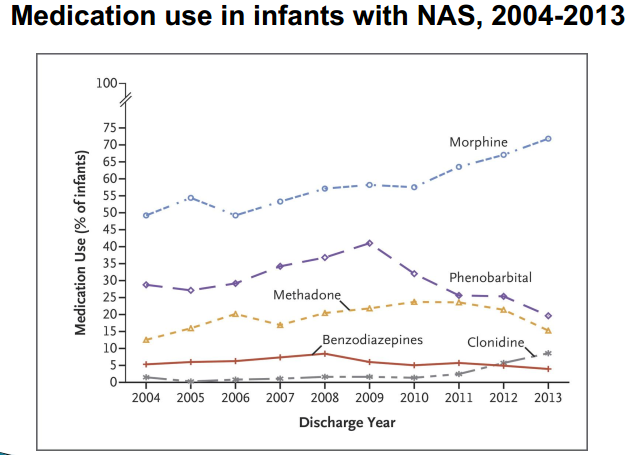 Medication use in infants with NAS, 2004-2013
100
75
70
65
60
55
50
45
40
35
30
25
20
15
10
5
0
Medication Use (% of infants)
Morphine
Phenobarbital
Methadone
Benzodiazepines
Clonidine
2004 2005 2006 2007 2008 2009 2010 2011 2012 2013
Discharge Year